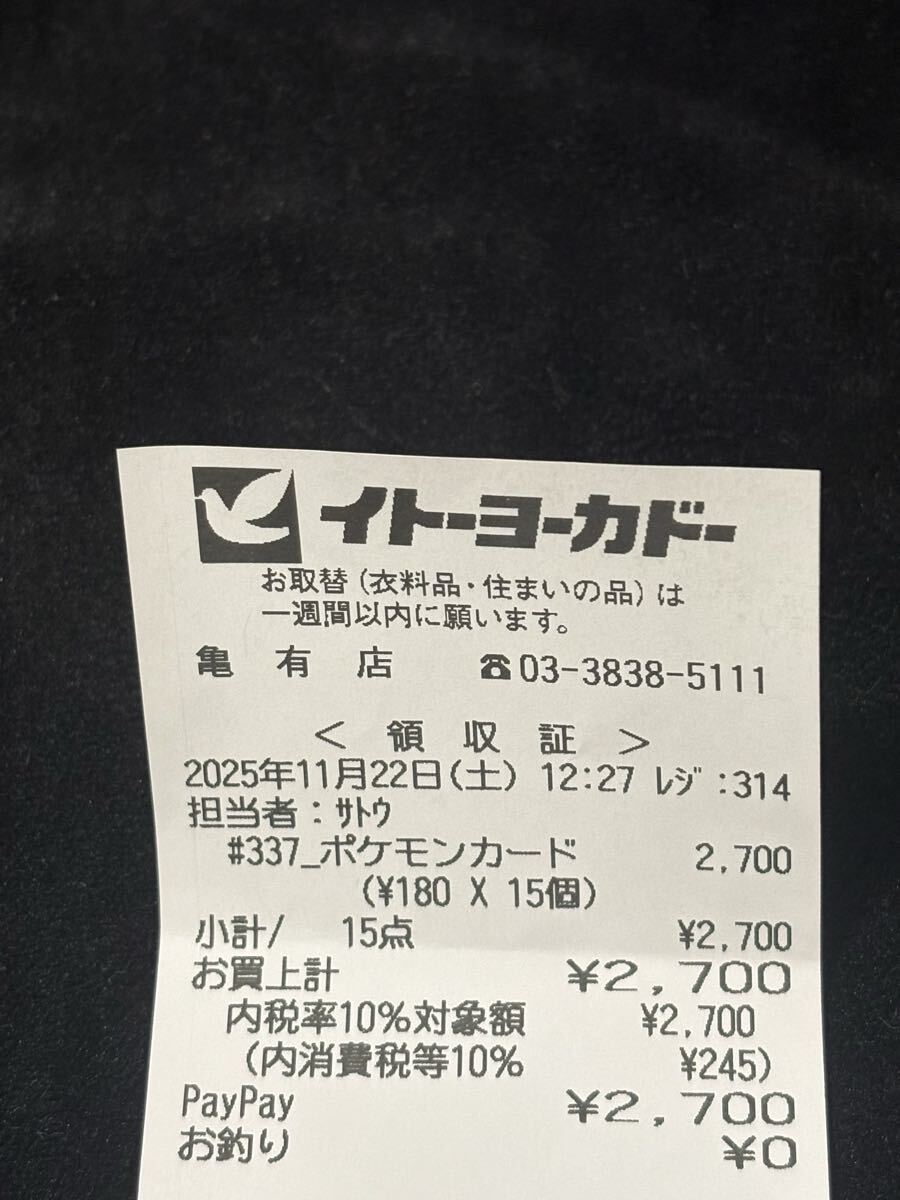 イトーヨーカドー
お取替(衣料品・住まいの品)は
一週間以内に願います。
亀有店 ☎03-3838-5111
＜ 領収証 ＞
2025年11月22日(土) 12:27 ﾚｼﾞ:314
担当者:ｻﾄｳ
#337_ポケモンカード 2,700
(¥180 X 15個)
小計/ 15点 ¥2,700
お買上計 ¥2,700
内税率10%対象額 ¥2,700
(内消費税等10% ¥245)
PayPay ¥2,700
お釣り ¥0